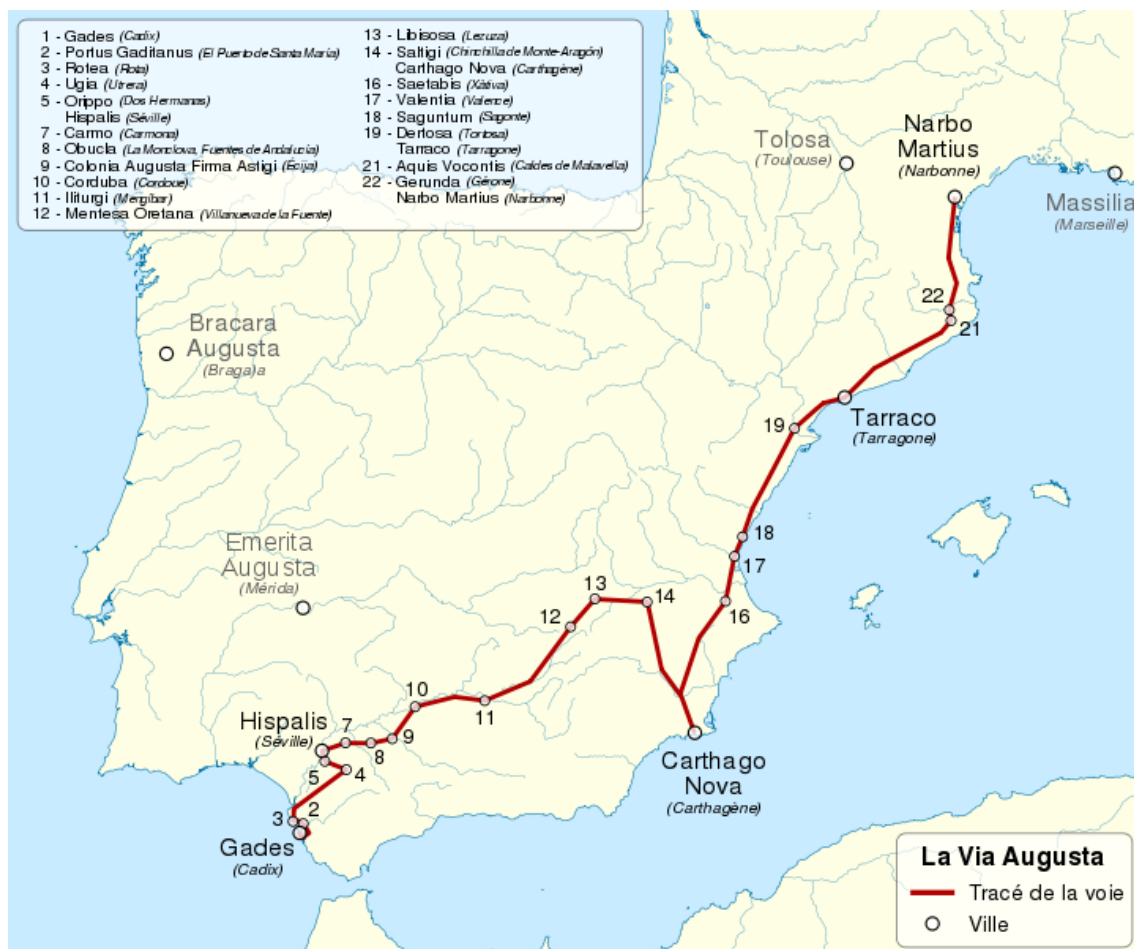 1 - Gades (Cadix)
2 - Portus Gaditanus (El Puerto de Santa María)
3 - Rotea (Rota)
4 - Ugia (Utrera)
5 - Orippo (Dos Hermanas)
Hispalis (Séville)
7 - Carmo (Carmona)
8 - Obucla (La Monclova, Fuentes de Andalucía)
9 - Colonia Augusta Firma Astigi (Écija)
10 - Corduba (Cordoue)
11 - Iliturgi (Mengíbar)
12 - Mentesa Oretana (Villanueva de la Fuente)
13 - Libisosa (Lezuza)
14 - Saltigi (Chinchilla de Monte-Aragón)
Carthago Nova (Carthagène)
16 - Saetabis (Xàtiva)
17 - Valentia (Valence)
18 - Saguntum (Sagonte)
19 - Dertosa (Tortosa)
Tarraco (Tarragone)
21 - Aquis Vocontis (Caldes de Malavella)
22 - Gerunda (Gérone)
Narbo Martius (Narbonne)
Tolosa
(Toulouse)
Narbo
Martius
(Narbonne)
Massilia
(Marseille)
22
21
Bracara
Augusta
(Braga)a
Tarraco
(Tarragone)
19
18
17
Emerita
Augusta
(Mérida)
13
14
16
12
10
11
Hispalis
(Séville)
7
8
9
5
4
Carthago
Nova
(Carthagène)
3
2
Gades
(Cadix)
La Via Augusta
Tracé de la voie
Ville